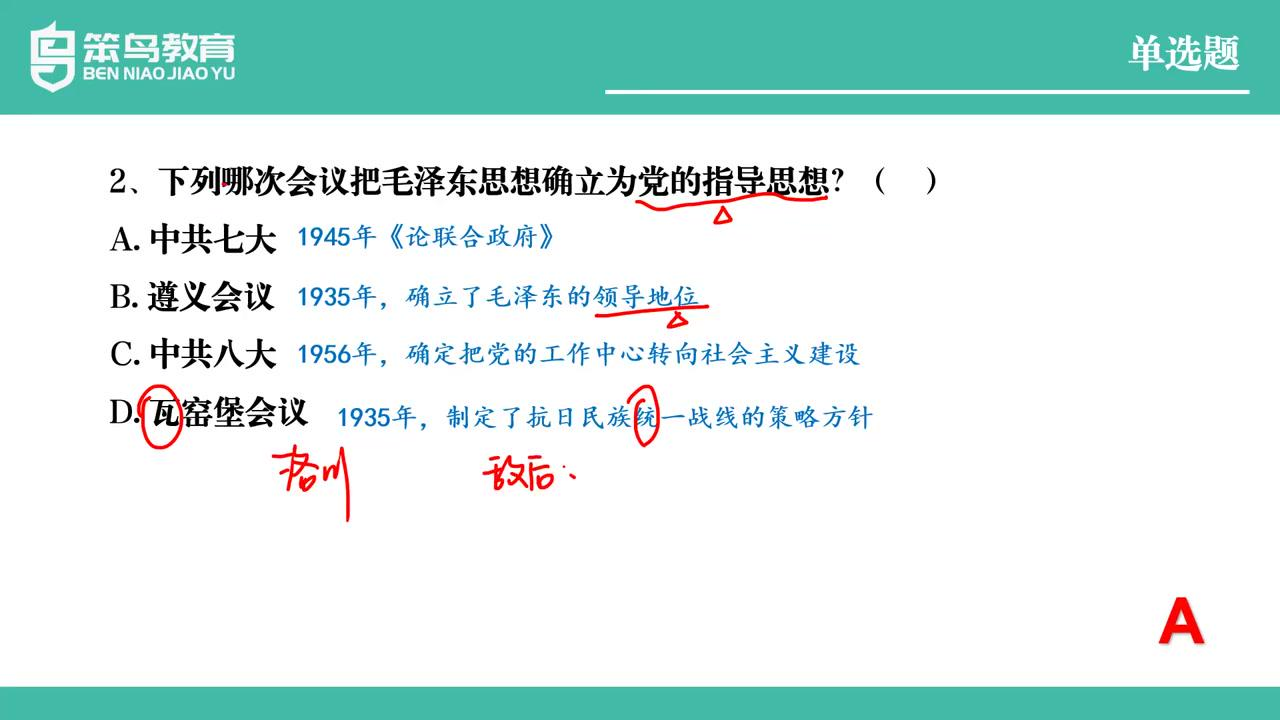 笨鸟教育
BEN NIAO JIAO YU
单选题
2、下列哪次会议把毛泽东思想确立为党的指导思想？（ ）
A. 中共七大 1945年《论联合政府》
B. 遵义会议 1935年，确立了毛泽东的领导地位
C. 中共八大 1956年，确定把党的工作中心转向社会主义建设
D. 瓦窑堡会议 1935年，制定了抗日民族统一战线的策略方针
洛川 敌后:
A